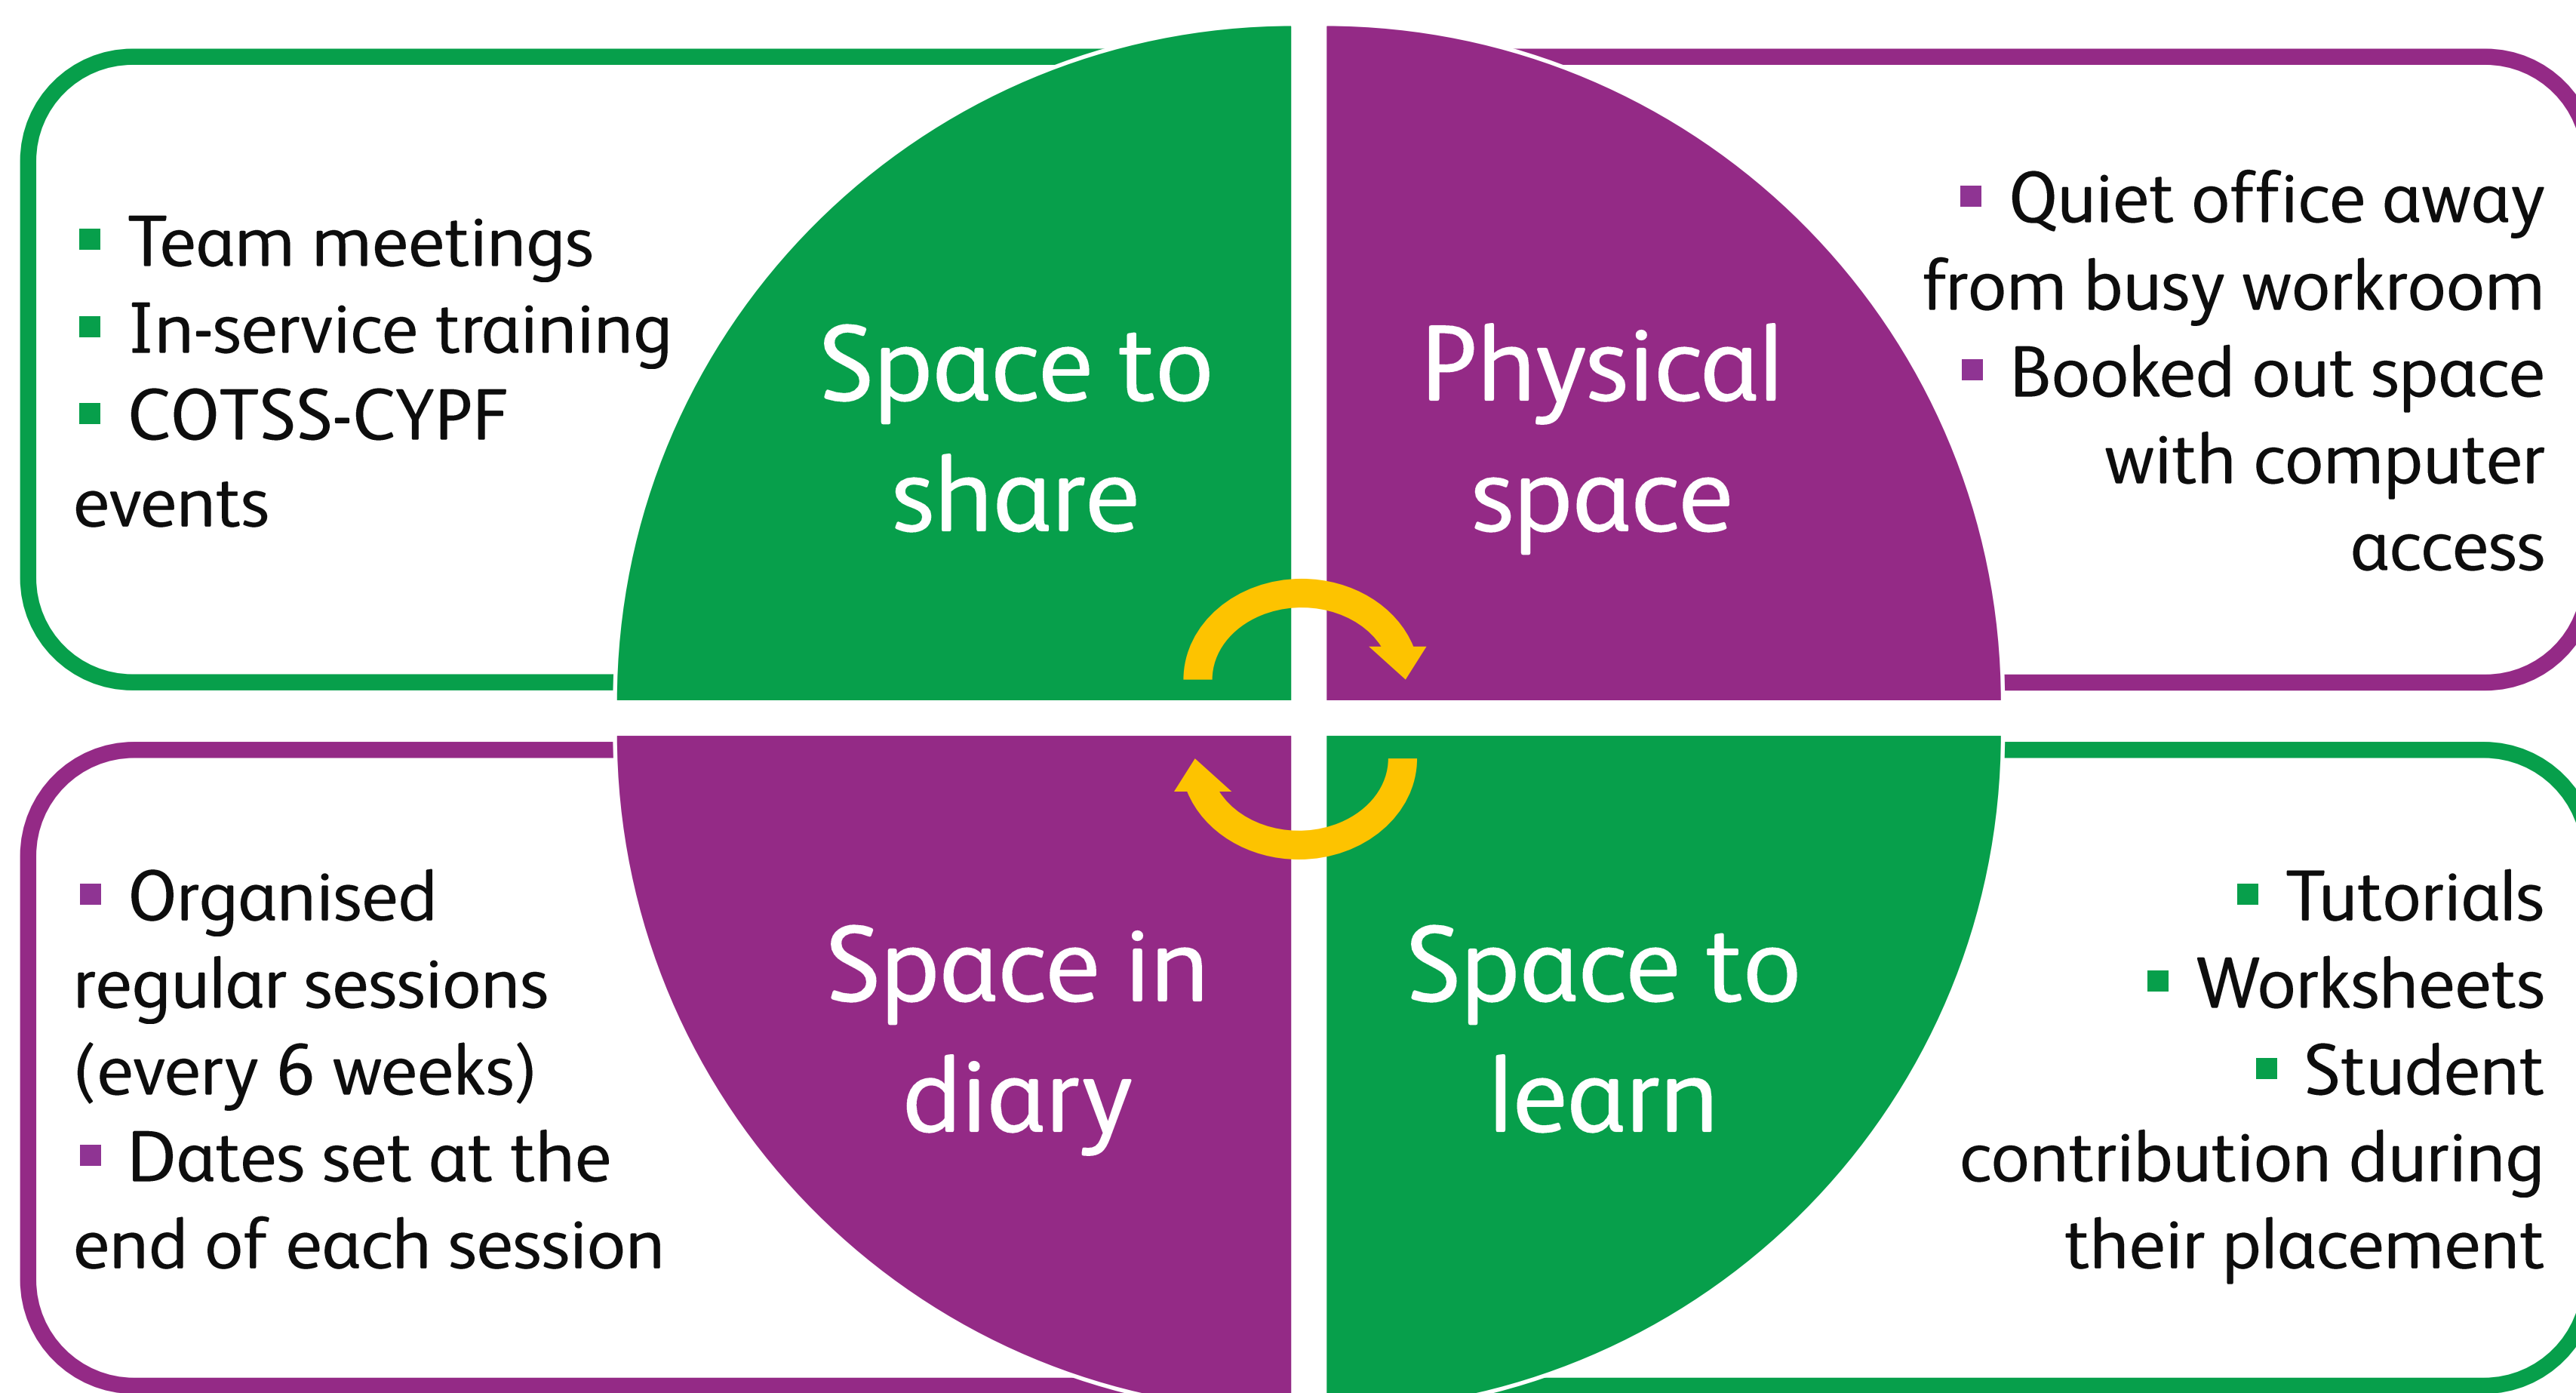 ▪ Team meetings
▪ In-service training
▪ COTSS-CYPF
events
Space to
share
Physical
space
▪ Quiet office away
from busy workroom
▪ Booked out space
with computer
access
▪ Organised
regular sessions
(every 6 weeks)
▪ Dates set at the
end of each session
Space in
diary
Space to
learn
▪ Tutorials
▪ Worksheets
▪ Student
contribution during
their placement